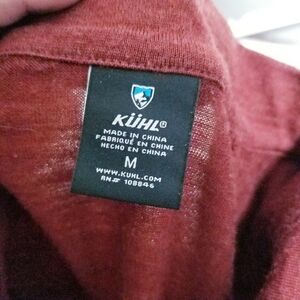 KÜHL®
MADE IN CHINA
FABRIQUÉ EN CHINE
HECHO EN CHINA
M
WWW.KUHL.COM
RN# 108846